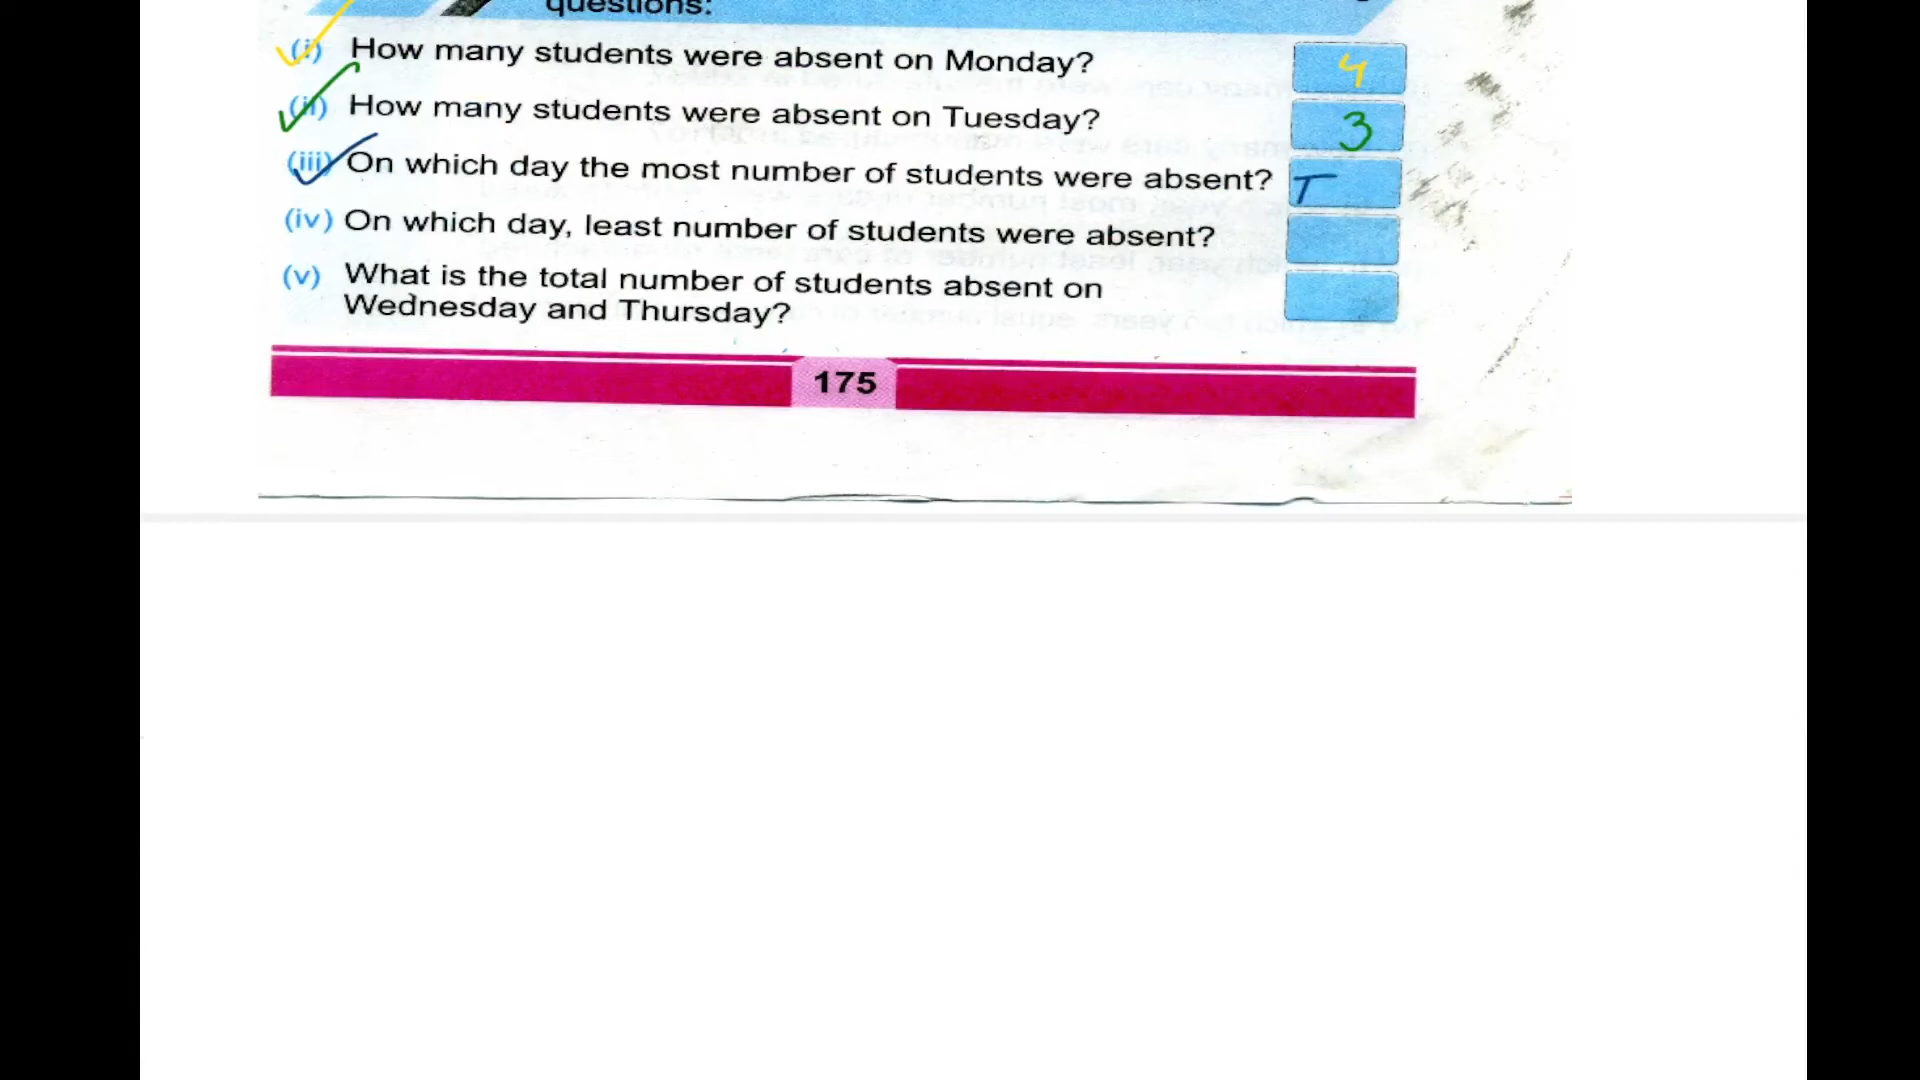 questions:
(i) How many students were absent on Monday? 4
(ii) How many students were absent on Tuesday? 3
(iii) On which day the most number of students were absent? T
(iv) On which day, least number of students were absent?
(v) What is the total number of students absent on
Wednesday and Thursday?
175